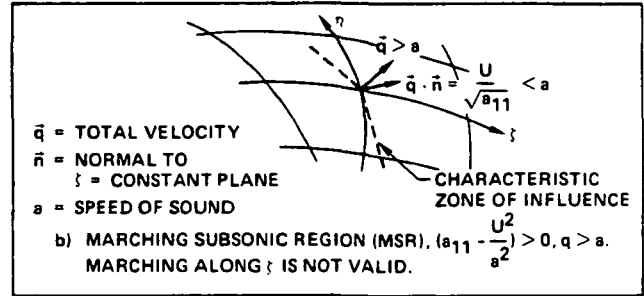 η
q⃗ > a
q⃗ · n⃗ = U/√a₁₁ < a
ζ
q⃗ = TOTAL VELOCITY
n⃗ = NORMAL TO
ζ = CONSTANT PLANE
a = SPEED OF SOUND
CHARACTERISTIC
ZONE OF INFLUENCE
b) MARCHING SUBSONIC REGION (MSR), (a₁₁ - U²/a²) > 0, q > a.
MARCHING ALONG ζ IS NOT VALID.